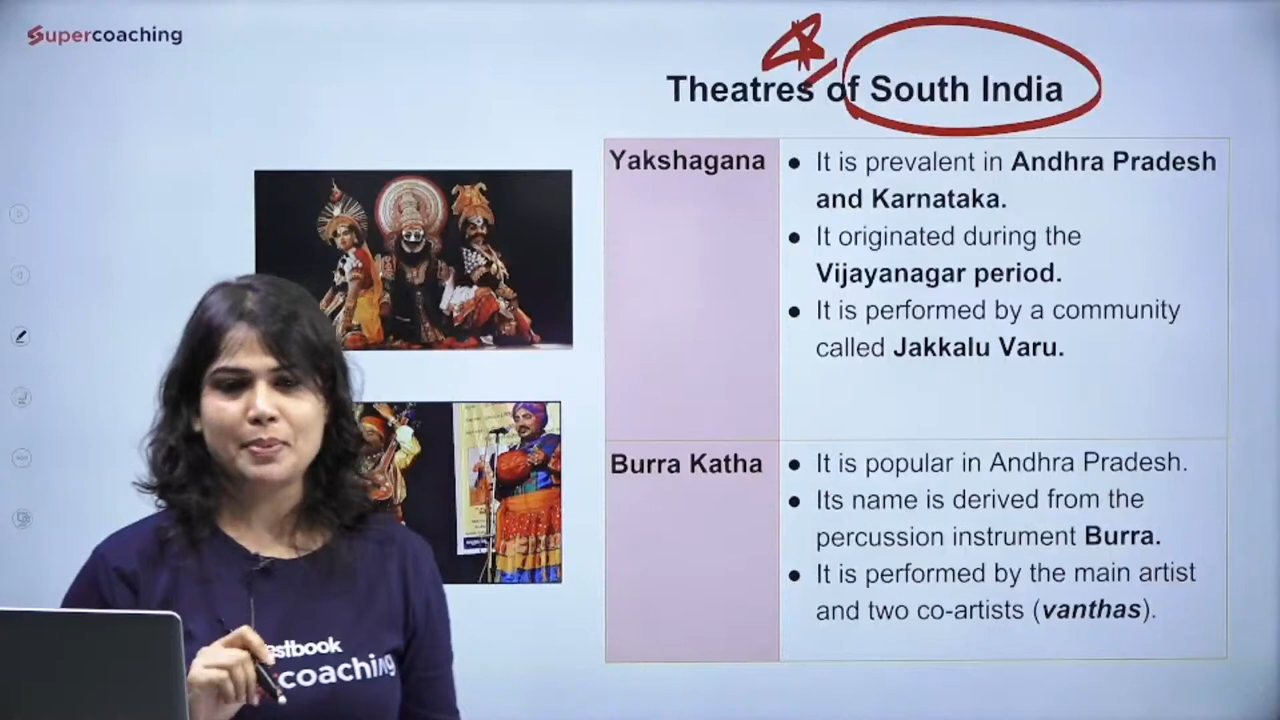 Supercoaching
Theatres of South India
Yakshagana
● It is prevalent in Andhra Pradesh
and Karnataka.
● It originated during the
Vijayanagar period.
● It is performed by a community
called Jakkalu Varu.
Burra Katha
● It is popular in Andhra Pradesh.
● Its name is derived from the
percussion instrument Burra.
● It is performed by the main artist
and two co-artists (vanthas).
estbook
coaching